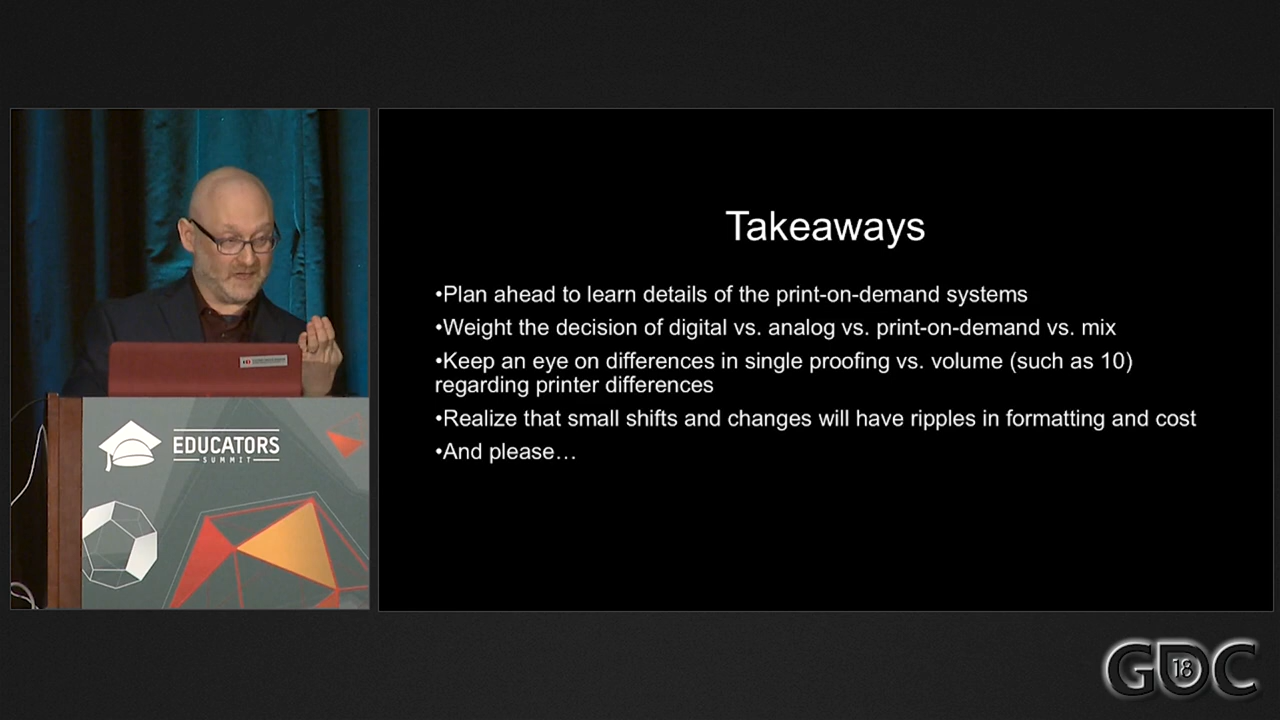 Takeaways
•Plan ahead to learn details of the print-on-demand systems
•Weight the decision of digital vs. analog vs. print-on-demand vs. mix
•Keep an eye on differences in single proofing vs. volume (such as 10)
regarding printer differences
•Realize that small shifts and changes will have ripples in formatting and cost
•And please…
EDUCATORS
SUMMIT
GDC
18